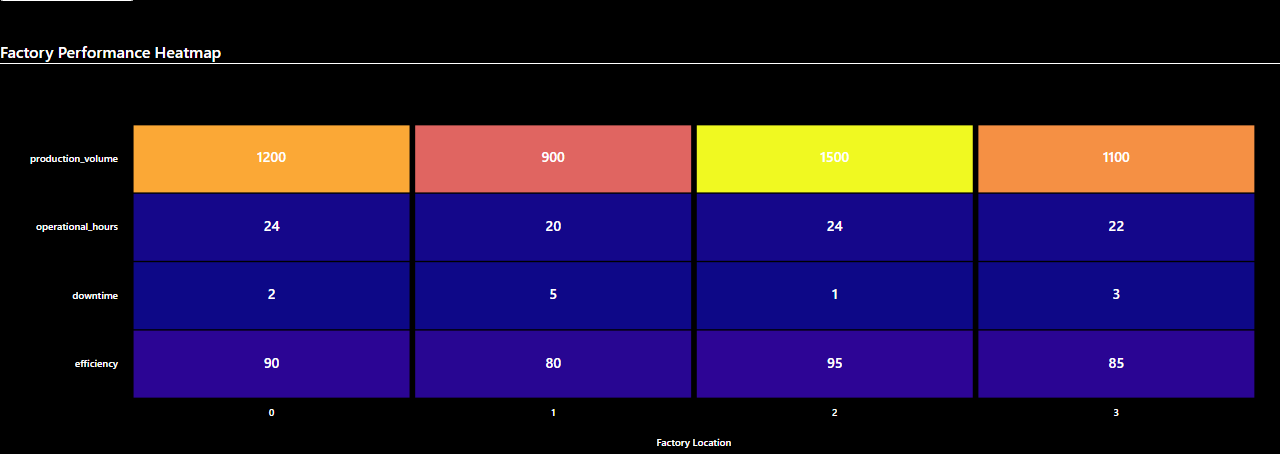 Factory Performance Heatmap
production_volume 1200 900 1500 1100
operational_hours 24 20 24 22
downtime 2 5 1 3
efficiency 90 80 95 85
0 1 2 3
Factory Location